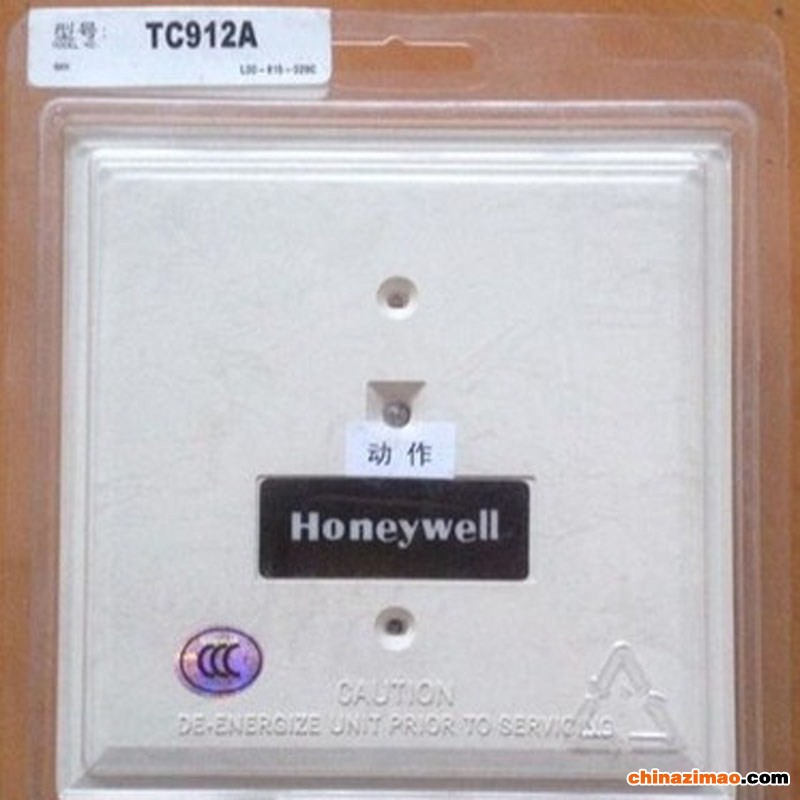 型号: TC912A
动作
Honeywell
CCC
CAUTION
DE-ENERGIZE UNIT PRIOR TO SERVICING
chinazimao.com